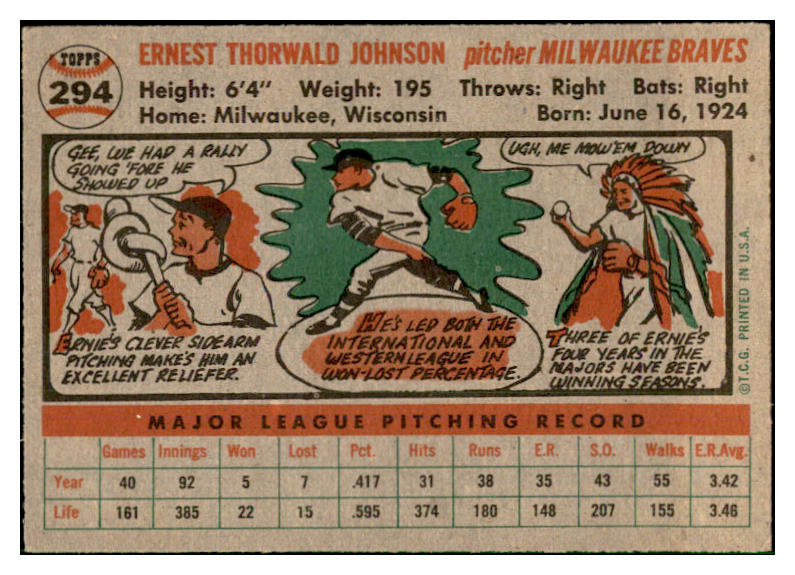 TOPPS
294
ERNEST THORWALD JOHNSON pitcher MILWAUKEE BRAVES
Height: 6'4" Weight: 195 Throws: Right Bats: Right
Home: Milwaukee, Wisconsin Born: June 16, 1924
GEE, WE HAD A RALLY
GOING 'FORE HE
SHOWED UP
ERNIE'S CLEVER SIDEARM
PITCHING MAKE'S HIM AN
EXCELLENT RELIEFER.
HE'S LED BOTH THE
INTERNATIONAL AND
WESTERN LEAGUE IN
WON-LOST PERCENTAGE.
UGH, ME MOW'EM DOWN
THREE OF ERNIE'S
FOUR YEARS IN THE
MAJORS HAVE BEEN
WINNING SEASONS.
©T.C.G. PRINTED IN U.S.A.
MAJOR LEAGUE PITCHING RECORD
Games Innings Won Lost Pct. Hits Runs E.R. S.O. Walks E.R.Avg.
Year 40 92 5 7 .417 31 38 35 43 55 3.42
Life 161 385 22 15 .595 374 180 148 207 155 3.46